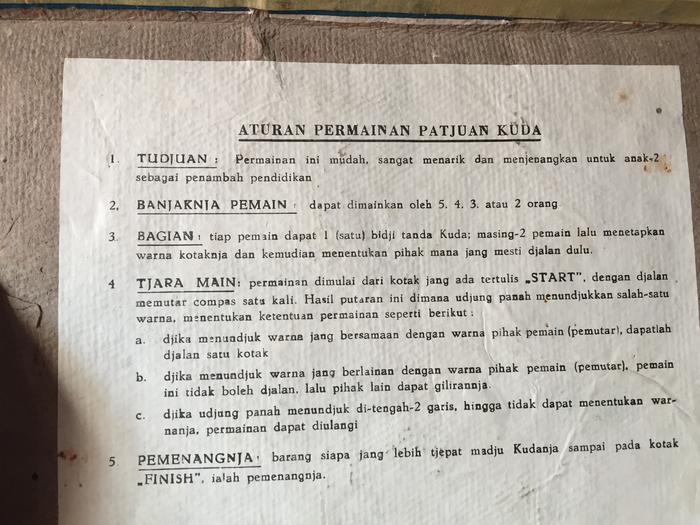 ATURAN PERMAINAN PATJUAN KUDA
1. TUDJUAN : Permainan ini mudah, sangat menarik dan menjenangkan untuk anak-2
sebagai penambah pendidikan
2. BANJAKNJA PEMAIN : dapat dimainkan oleh 5. 4. 3. atau 2 orang
3. BAGIAN : tiap pemain dapat 1 (satu) bidji tanda Kuda; masing-2 pemain lalu menetapkan
warna kotaknja dan kemudian menentukan pihak mana jang mesti djalan dulu.
4 TJARA MAIN: permainan dimulai dari kotak jang ada tertulis „START”, dengan djalan
memutar compas satu kali. Hasil putaran ini dimana udjung panah menundjukkan salah-satu
warna, menentukan ketentuan permainan seperti berikut :
a. djika menundjuk warna jang bersamaan dengan warna pihak pemain (pemutar), dapatlah
djalan satu kotak
b. djika menundjuk warna jang berlainan dengan warna pihak pemain (pemutar), pemain
ini tidak boleh djalan, lalu pihak lain dapat gilirannja.
c. djika udjung panah menundjuk di-tengah-2 garis, hingga tidak dapat menentukan war-
nanja, permainan dapat diulangi
5 PEMENANGNJA : barang siapa jang lebih tjepat madju Kudanja sampai pada kotak
„FINISH”, ialah pemenangnja.